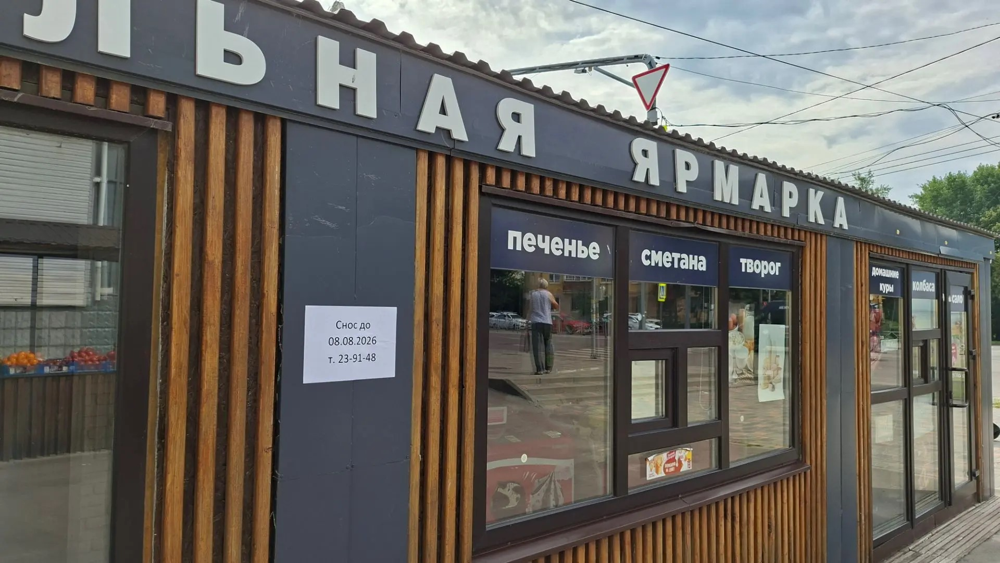 ЛЬНАЯ ЯРМАРКА
печенье
сметана
творог
домашние
куры
колбаса
сало
Снос до
08.08.2026
т. 23-91-48